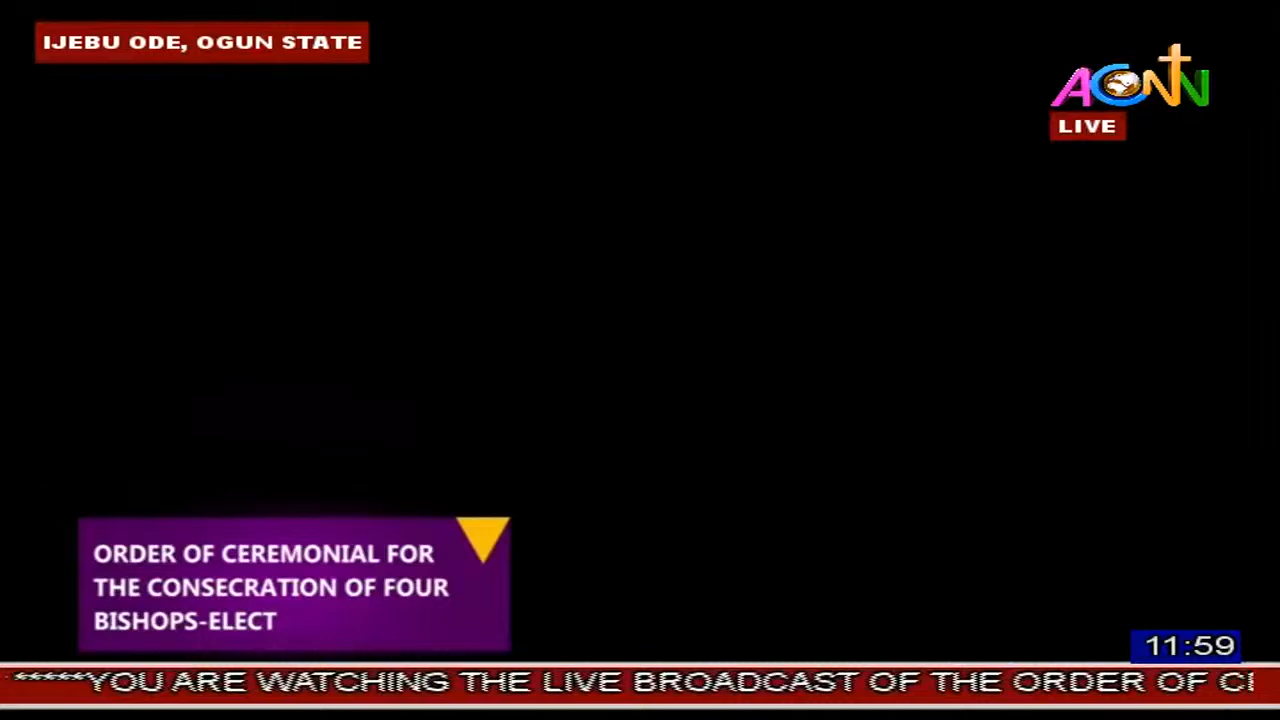 IJEBU ODE, OGUN STATE
ACNN
LIVE
ORDER OF CEREMONIAL FOR
THE CONSECRATION OF FOUR
BISHOPS-ELECT
11:59
*****YOU ARE WATCHING THE LIVE BROADCAST OF THE ORDER OF